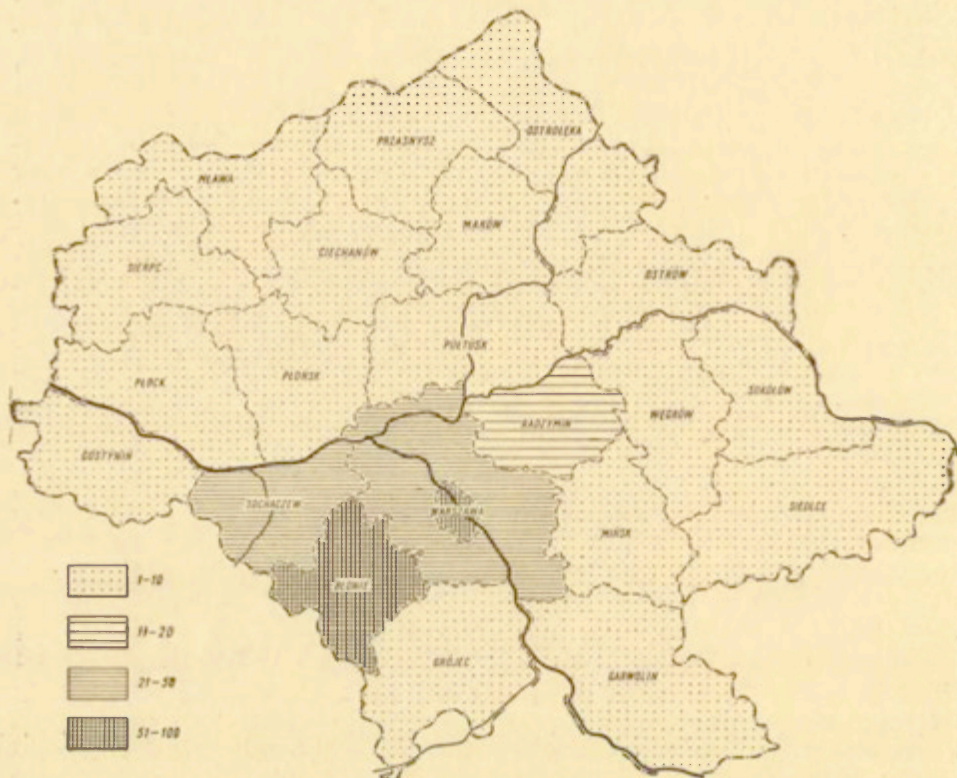 OSTROŁĘKA
PRZASNYSZ
MŁAWA
MAKÓW
CIECHANÓW
SIERPC
OSTRÓW
PUŁTUSK
PŁOCK
PŁOŃSK
SOKOŁÓW
WĘGRÓW
RADZYMIN
GOSTYNIN
SOCHACZEW
WARSZAWA
SIEDLCE
MIŃSK
BŁONIE
GRÓJEC
GARWOLIN
1-10
11-20
21-50
51-100